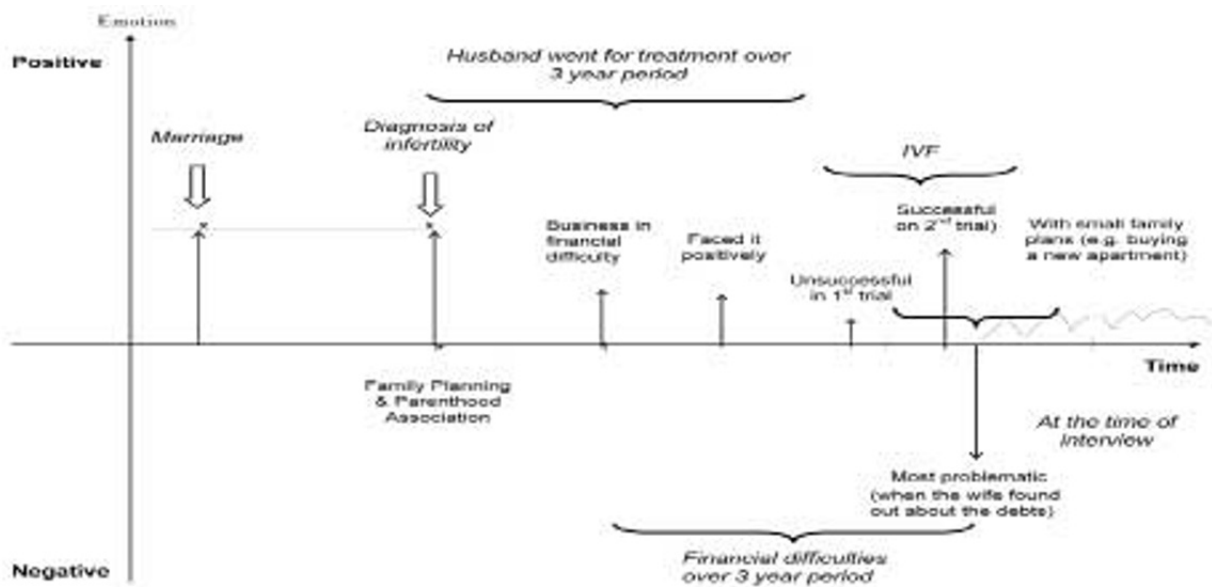 Emotion
Positive
Husband went for treatment over
3 year period
Marriage
Diagnosis of
infertility
IVF
Business in
financial
difficulty
Faced it
positively
Unsuccessful
in 1st trial
Successful
on 2nd trial)
With small family
plans (e.g. buying
a new apartment)
Time
Family Planning
& Parenthood
Association
At the time of
interview
Most problematic
(when the wife found
out about the debts)
Financial difficulties
over 3 year period
Negative